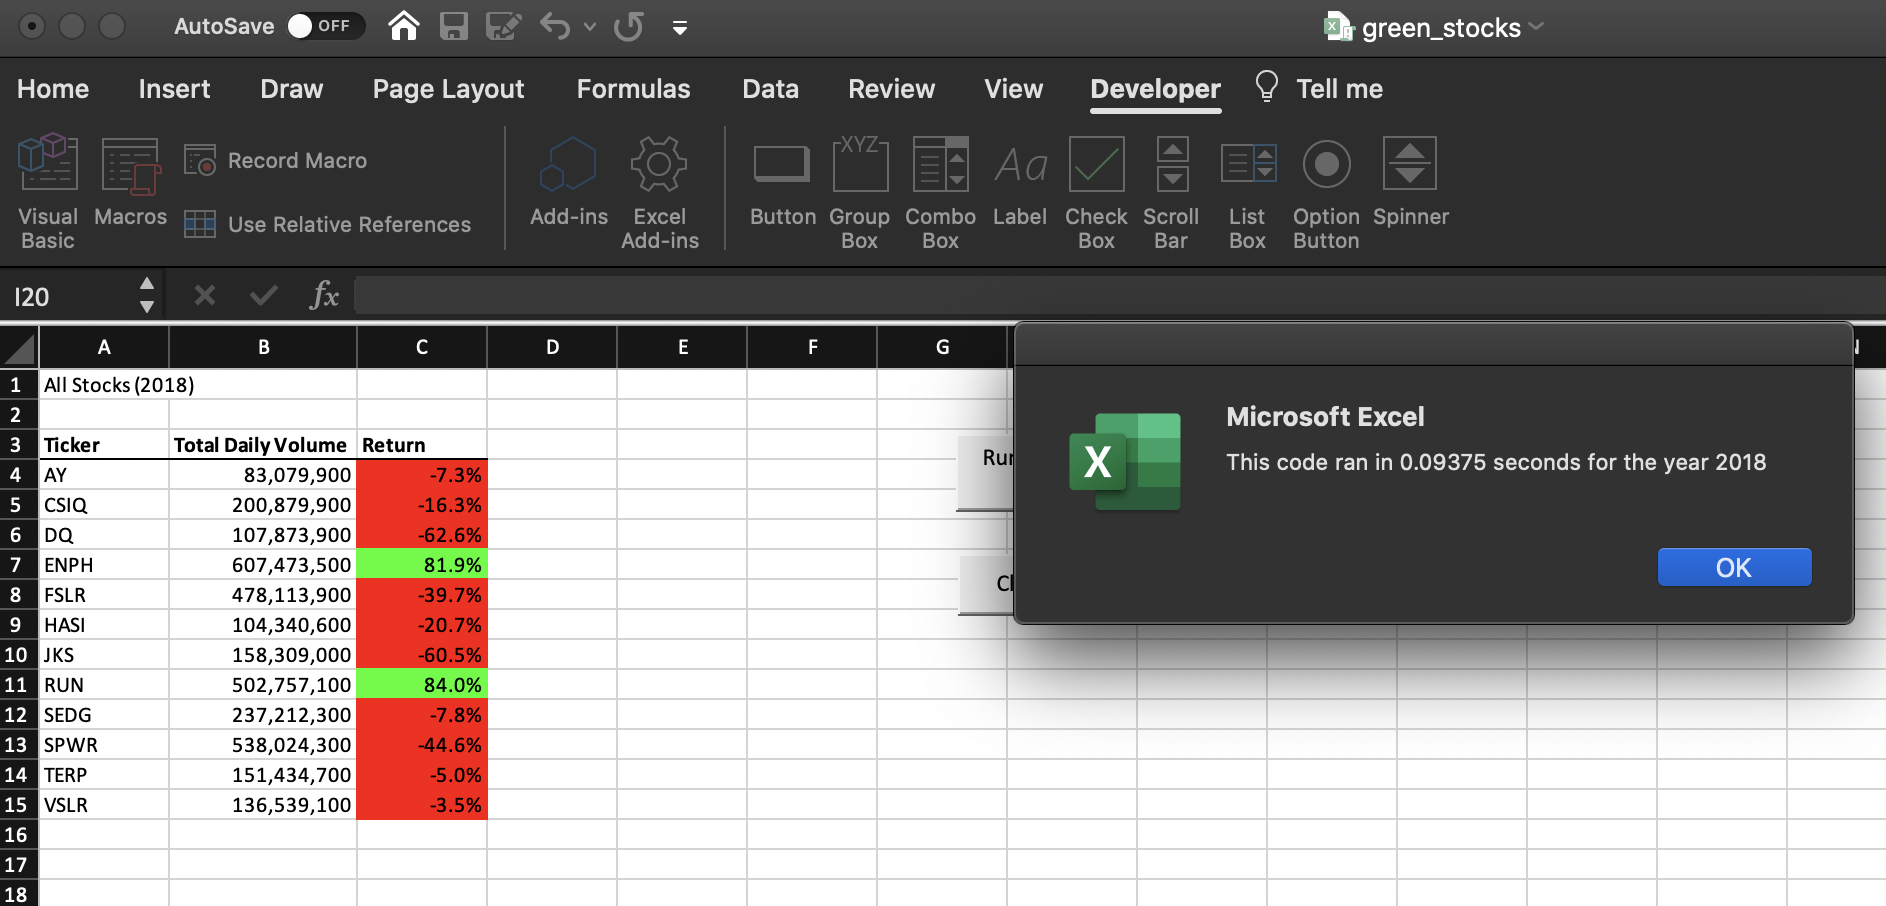 AutoSave OFF green_stocks
Home Insert Draw Page Layout Formulas Data Review View Developer Tell me
Visual Basic
Macros
Record Macro
Use Relative References
Add-ins
Excel Add-ins
Button
XYZ
Group Box
Combo Box
Aa
Label
Check Box
Scroll Bar
List Box
Option Button
Spinner
I20 fx
A B C D E F G
1 All Stocks (2018)
2
3 Ticker Total Daily Volume Return
4 AY 83,079,900 -7.3%
5 CSIQ 200,879,900 -16.3%
6 DQ 107,873,900 -62.6%
7 ENPH 607,473,500 81.9%
8 FSLR 478,113,900 -39.7%
9 HASI 104,340,600 -20.7%
10 JKS 158,309,000 -60.5%
11 RUN 502,757,100 84.0%
12 SEDG 237,212,300 -7.8%
13 SPWR 538,024,300 -44.6%
14 TERP 151,434,700 -5.0%
15 VSLR 136,539,100 -3.5%
16
17
18
X
Microsoft Excel
This code ran in 0.09375 seconds for the year 2018
OK